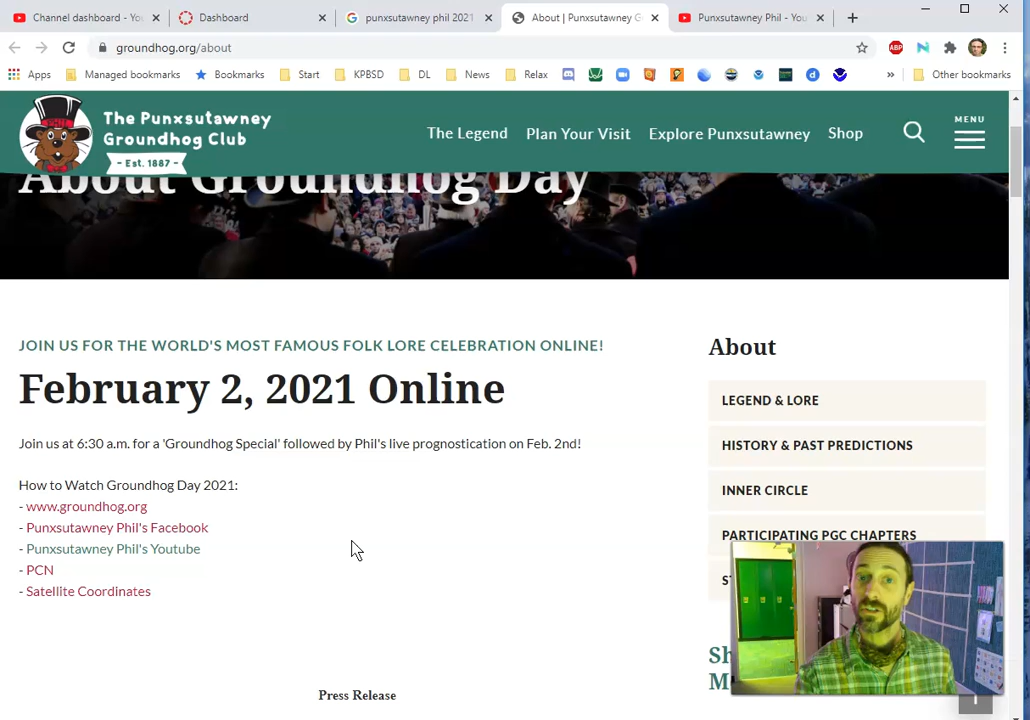 Channel dashboard - You
Dashboard
punxsutawney phil 2021
About | Punxsutawney G
Punxsutawney Phil - You
groundhog.org/about
ABP
Apps
Managed bookmarks
Bookmarks
Start
KPBSD
DL
News
Relax
Other bookmarks
The Punxsutawney
Groundhog Club
- Est. 1887 -
The Legend
Plan Your Visit
Explore Punxsutawney
Shop
MENU
About Groundhog Day
JOIN US FOR THE WORLD'S MOST FAMOUS FOLK LORE CELEBRATION ONLINE!
February 2, 2021 Online
Join us at 6:30 a.m. for a 'Groundhog Special' followed by Phil's live prognostication on Feb. 2nd!
How to Watch Groundhog Day 2021:
- www.groundhog.org
- Punxsutawney Phil's Facebook
- Punxsutawney Phil's Youtube
- PCN
- Satellite Coordinates
Press Release
About
LEGEND & LORE
HISTORY & PAST PREDICTIONS
INNER CIRCLE
PARTICIPATING PGC CHAPTERS